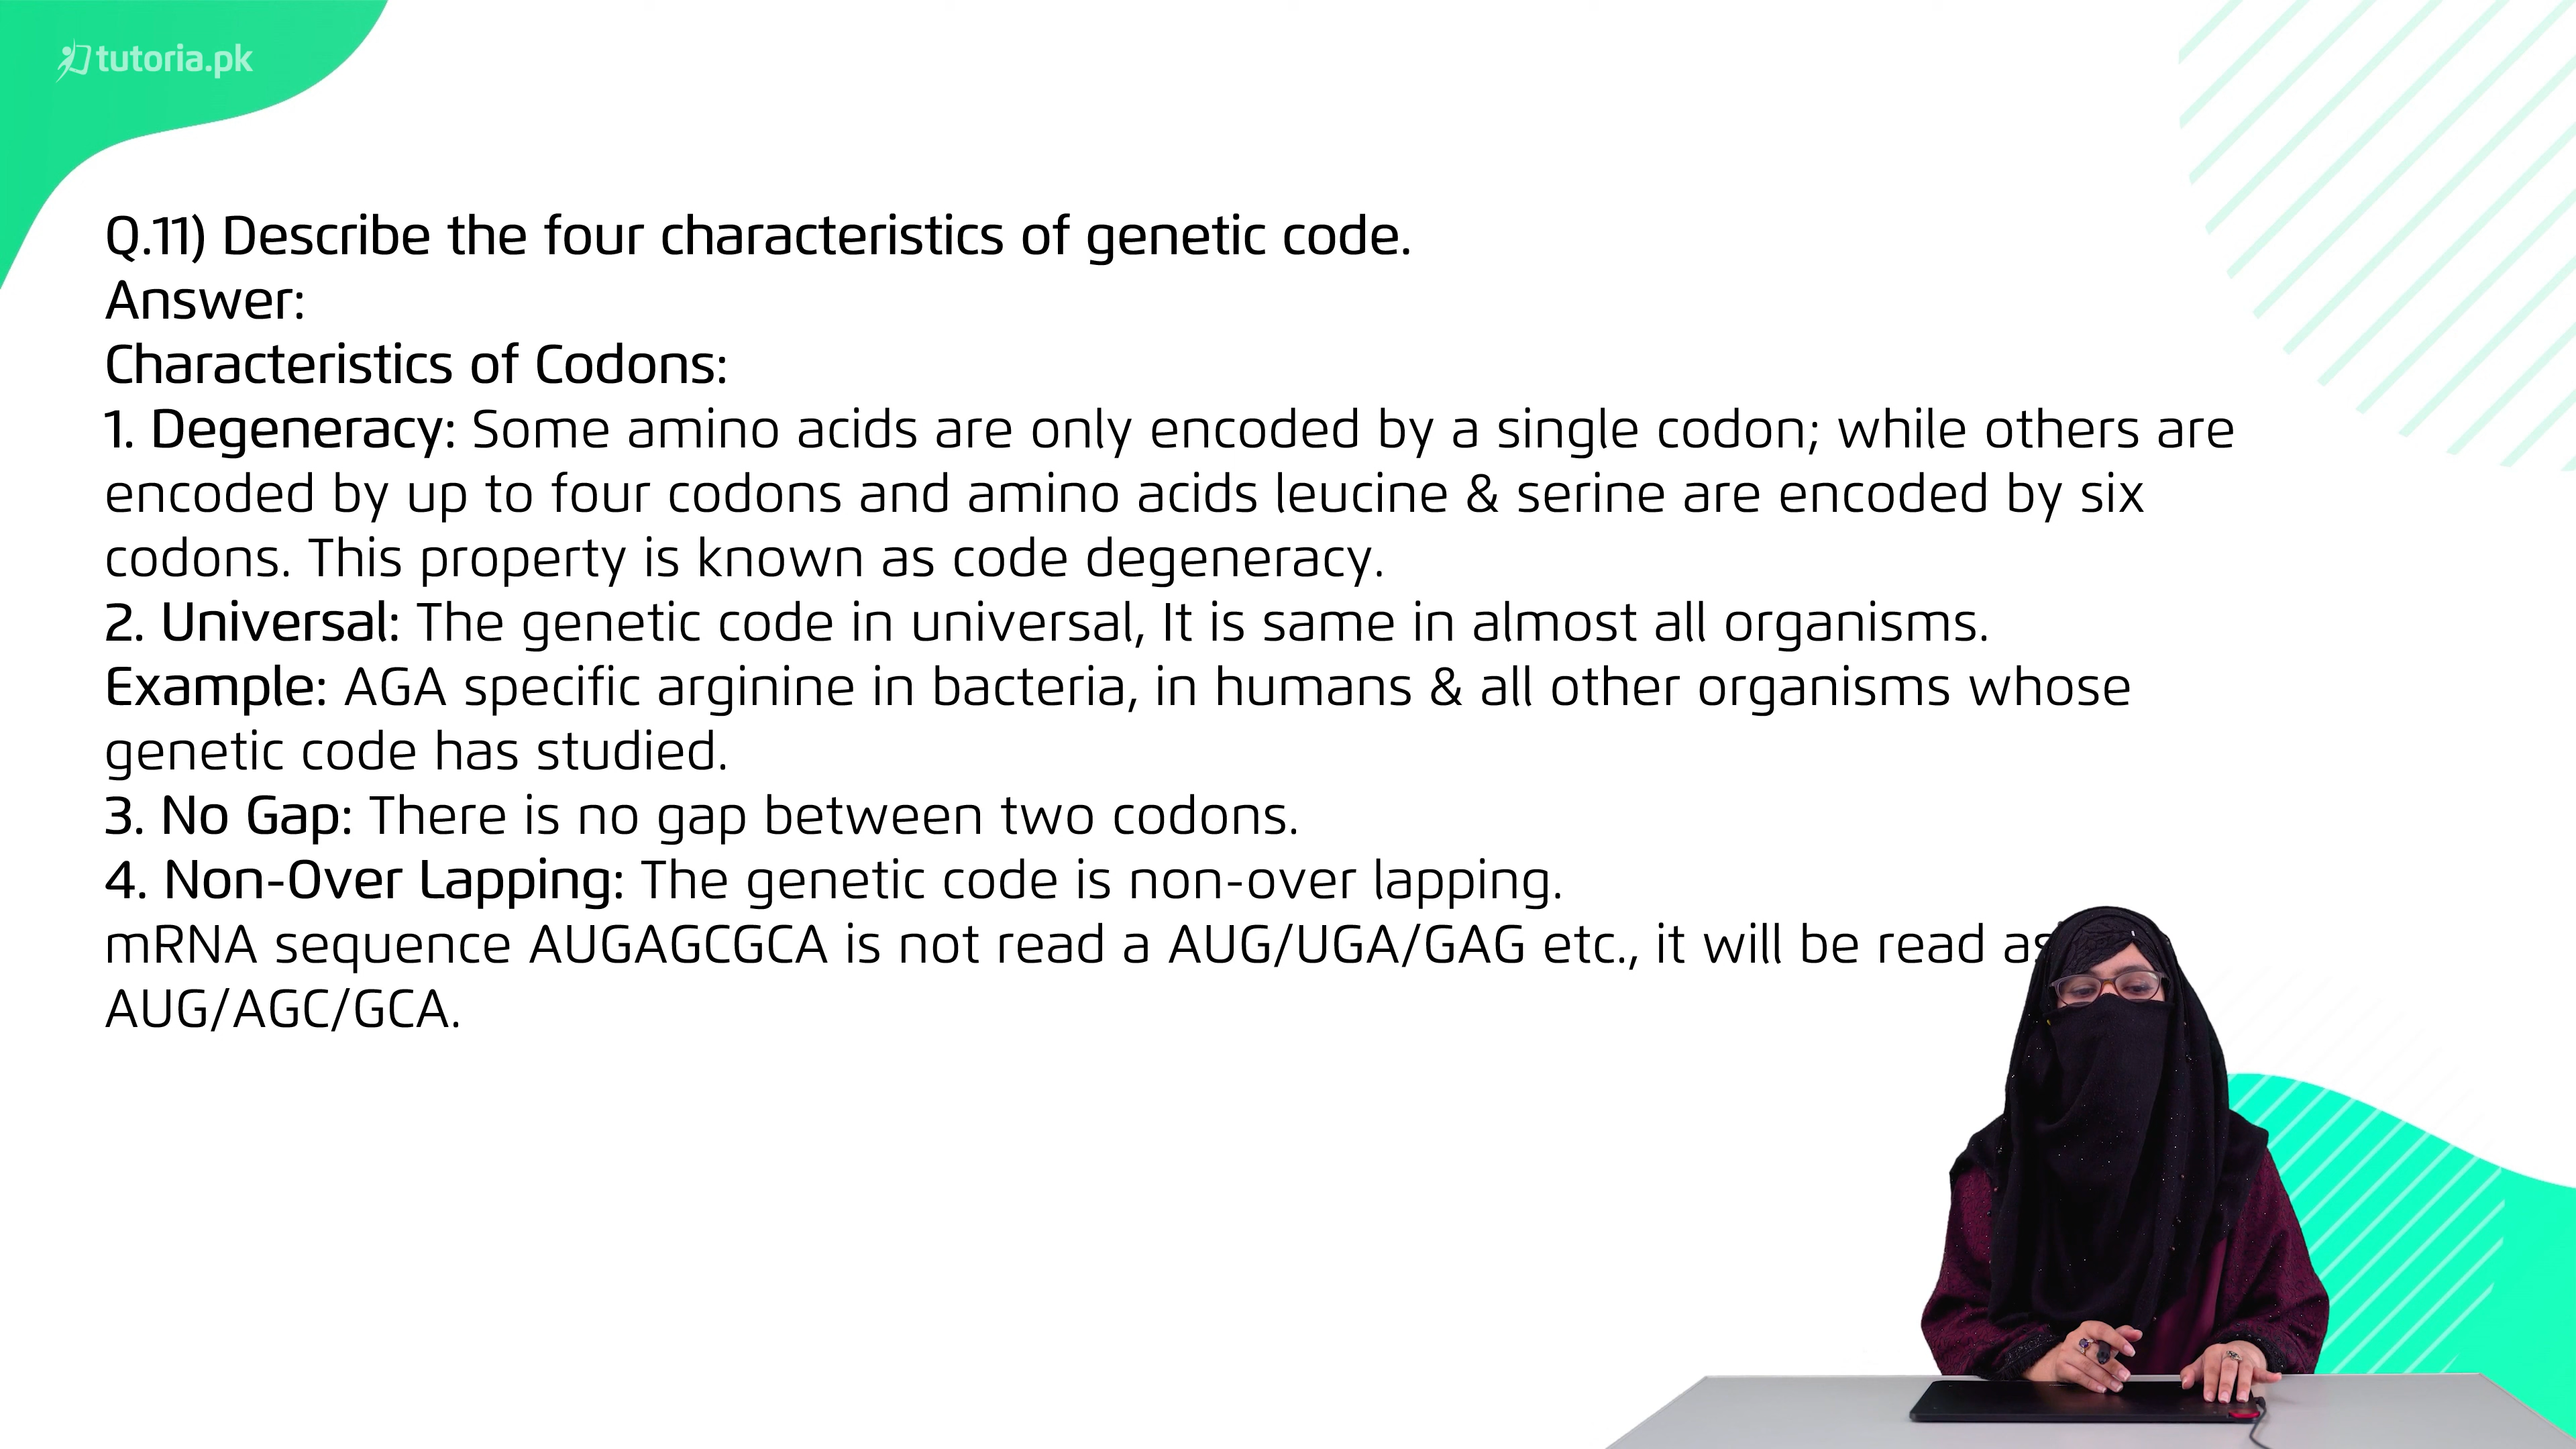 tutoria.pk
Q.11) Describe the four characteristics of genetic code.
Answer:
Characteristics of Codons:
1. Degeneracy: Some amino acids are only encoded by a single codon; while others are
encoded by up to four codons and amino acids leucine & serine are encoded by six
codons. This property is known as code degeneracy.
2. Universal: The genetic code in universal, It is same in almost all organisms.
Example: AGA specific arginine in bacteria, in humans & all other organisms whose
genetic code has studied.
3. No Gap: There is no gap between two codons.
4. Non-Over Lapping: The genetic code is non-over lapping.
mRNA sequence AUGAGCGCA is not read a AUG/UGA/GAG etc., it will be read as
AUG/AGC/GCA.